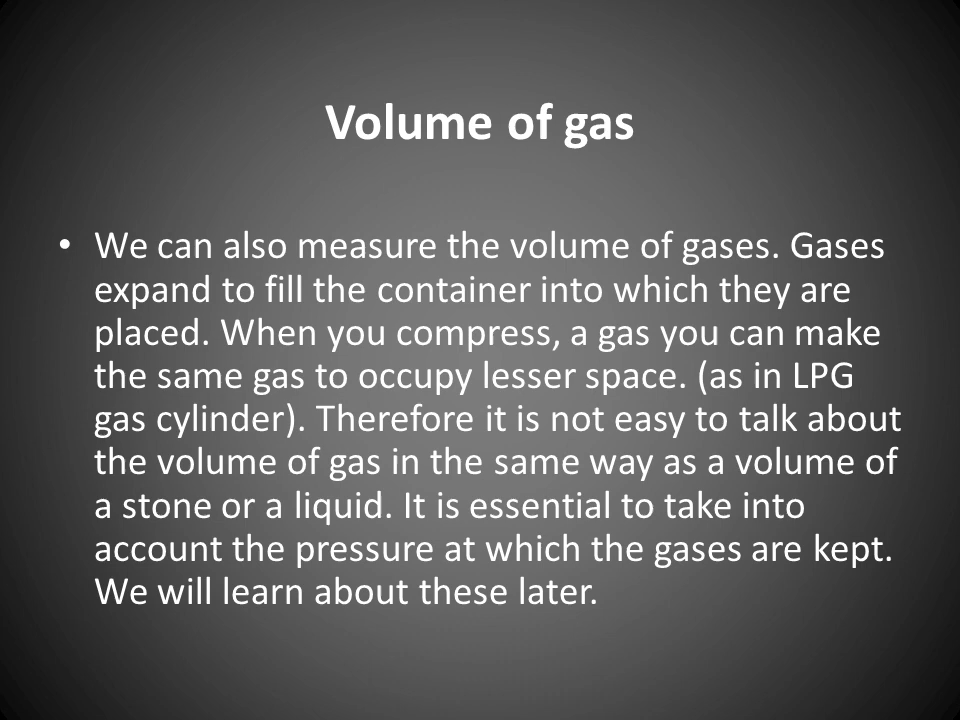 Volume of gas
• We can also measure the volume of gases. Gases
expand to fill the container into which they are
placed. When you compress, a gas you can make
the same gas to occupy lesser space. (as in LPG
gas cylinder). Therefore it is not easy to talk about
the volume of gas in the same way as a volume of
a stone or a liquid. It is essential to take into
account the pressure at which the gases are kept.
We will learn about these later.